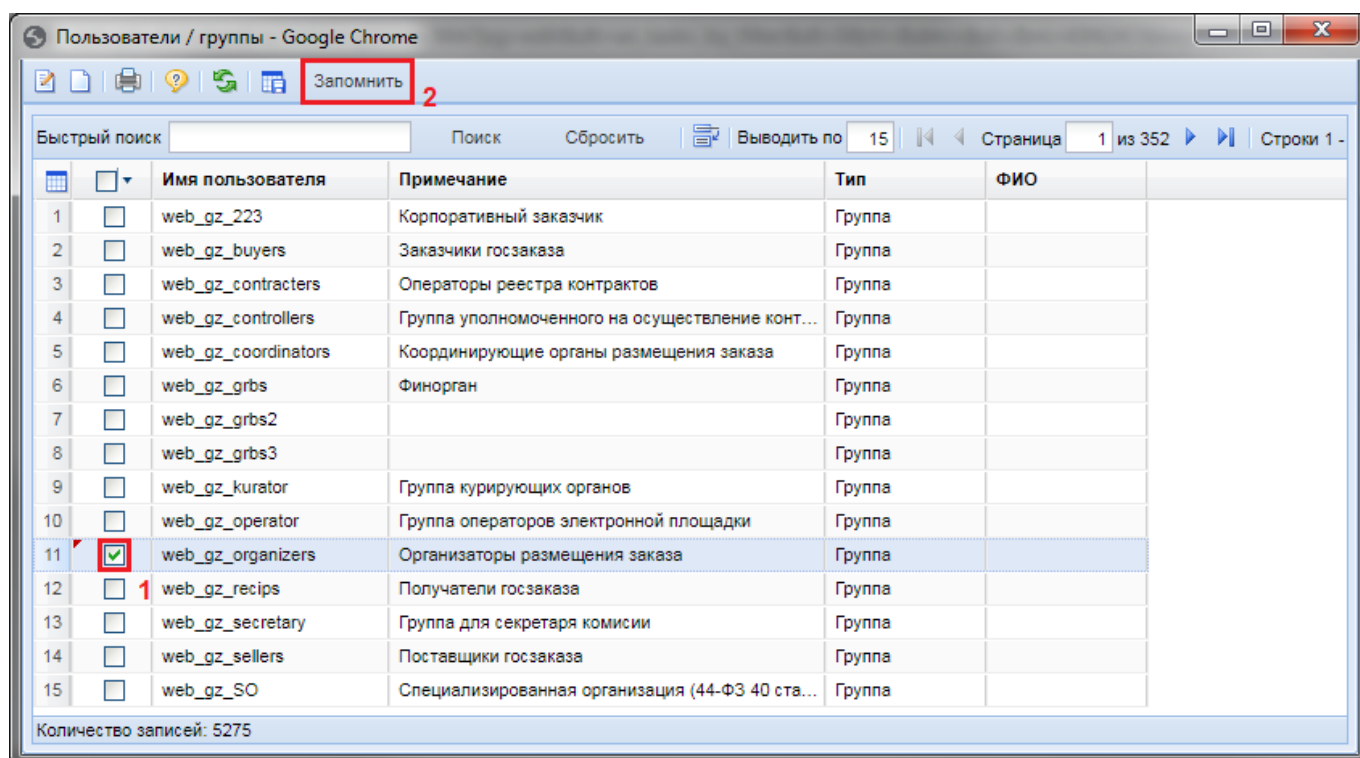 Пользователи / группы - Google Chrome
Запомнить
2
Быстрый поиск Поиск Сбросить Выводить по 15 Страница 1 из 352 Строки 1 -
Имя пользователя Примечание Тип ФИО
1 web_gz_223 Корпоративный заказчик Группа
2 web_gz_buyers Заказчики госзаказа Группа
3 web_gz_contracters Операторы реестра контрактов Группа
4 web_gz_controllers Группа уполномоченного на осуществление конт... Группа
5 web_gz_coordinators Координирующие органы размещения заказа Группа
6 web_gz_grbs Финорган Группа
7 web_gz_grbs2 Группа
8 web_gz_grbs3 Группа
9 web_gz_kurator Группа курирующих органов Группа
10 web_gz_operator Группа операторов электронной площадки Группа
11 web_gz_organizers Организаторы размещения заказа Группа
12 1 web_gz_recips Получатели госзаказа Группа
13 web_gz_secretary Группа для секретаря комисии Группа
14 web_gz_sellers Поставщики госзаказа Группа
15 web_gz_SO Специализированная организация (44-ФЗ 40 ста... Группа
Количество записей: 5275